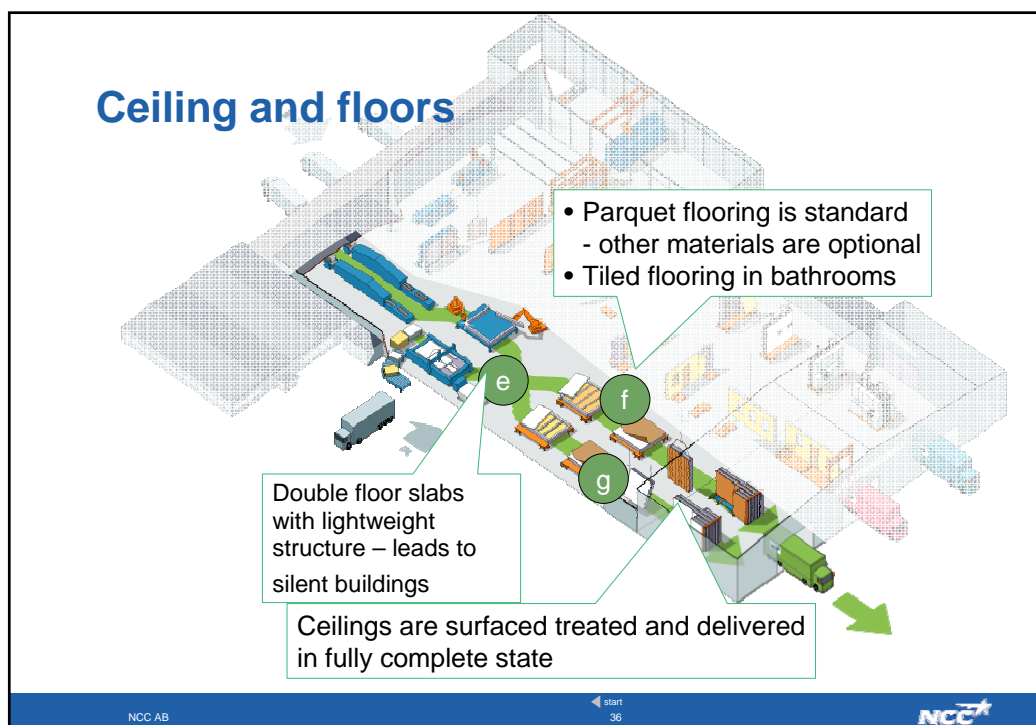 Ceiling and floors
• Parquet flooring is standard
- other materials are optional
• Tiled flooring in bathrooms
e
f
g
Double floor slabs
with lightweight
structure – leads to
silent buildings
Ceilings are surfaced treated and delivered
in fully complete state
start
NCC AB
36
NCC